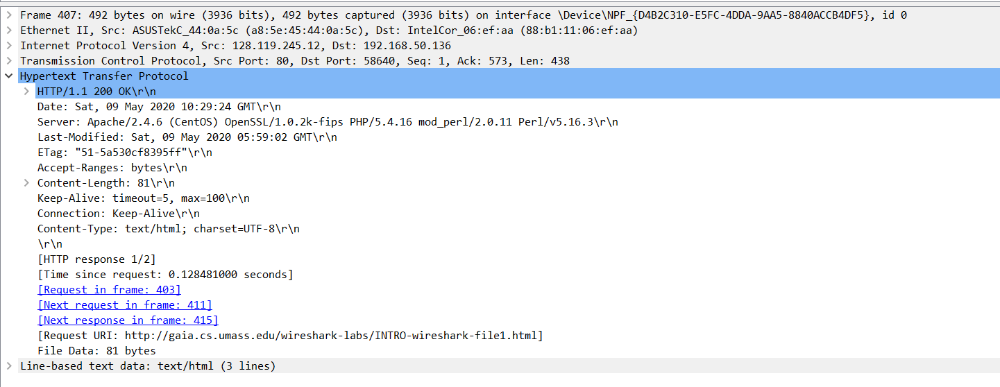 Frame 407: 492 bytes on wire (3936 bits), 492 bytes captured (3936 bits) on interface \Device\NPF_{D4B2C310-E5FC-4DDA-9AA5-8840ACCB4DF5}, id 0
Ethernet II, Src: ASUSTekC_44:0a:5c (a8:5e:45:44:0a:5c), Dst: IntelCor_06:ef:aa (88:b1:11:06:ef:aa)
Internet Protocol Version 4, Src: 128.119.245.12, Dst: 192.168.50.136
Transmission Control Protocol, Src Port: 80, Dst Port: 58640, Seq: 1, Ack: 573, Len: 438
Hypertext Transfer Protocol
HTTP/1.1 200 OK\r\n
Date: Sat, 09 May 2020 10:29:24 GMT\r\n
Server: Apache/2.4.6 (CentOS) OpenSSL/1.0.2k-fips PHP/5.4.16 mod_perl/2.0.11 Perl/v5.16.3\r\n
Last-Modified: Sat, 09 May 2020 05:59:02 GMT\r\n
ETag: "51-5a530cf8395ff"\r\n
Accept-Ranges: bytes\r\n
Content-Length: 81\r\n
Keep-Alive: timeout=5, max=100\r\n
Connection: Keep-Alive\r\n
Content-Type: text/html; charset=UTF-8\r\n
\r\n
[HTTP response 1/2]
[Time since request: 0.128481000 seconds]
[Request in frame: 403]
[Next request in frame: 411]
[Next response in frame: 415]
[Request URI: http://gaia.cs.umass.edu/wireshark-labs/INTRO-wireshark-file1.html]
File Data: 81 bytes
Line-based text data: text/html (3 lines)